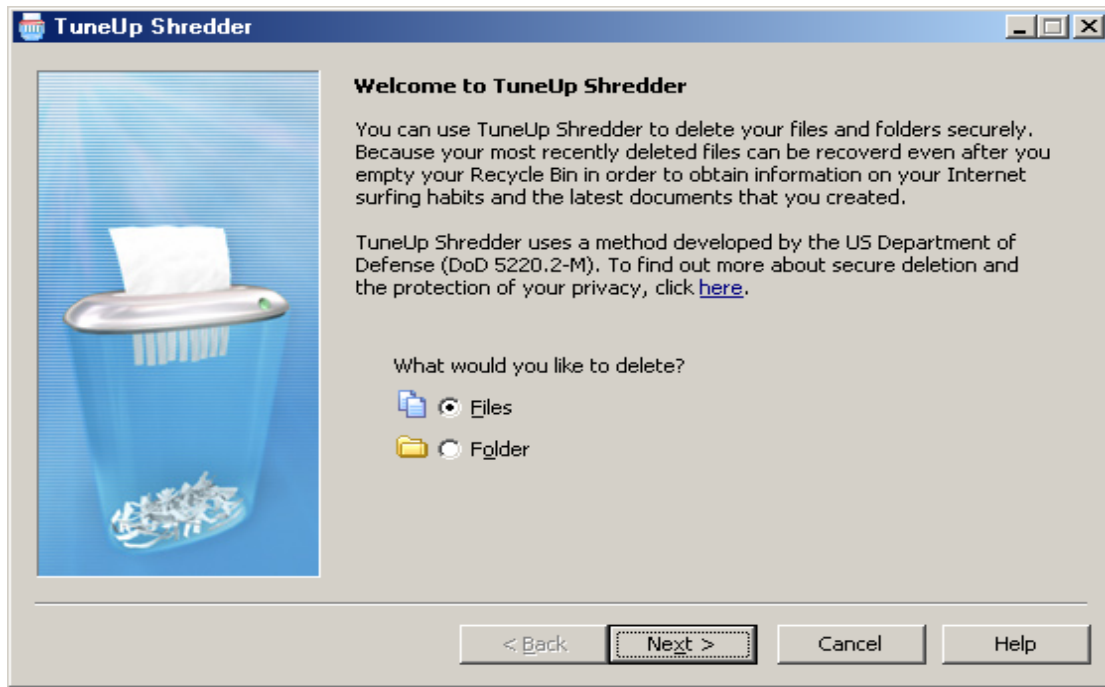 TuneUp Shredder
Welcome to TuneUp Shredder
You can use TuneUp Shredder to delete your files and folders securely.
Because your most recently deleted files can be recoverd even after you
empty your Recycle Bin in order to obtain information on your Internet
surfing habits and the latest documents that you created.
TuneUp Shredder uses a method developed by the US Department of
Defense (DoD 5220.2-M). To find out more about secure deletion and
the protection of your privacy, click here.
What would you like to delete?
Files
Folder
< Back
Next >
Cancel
Help